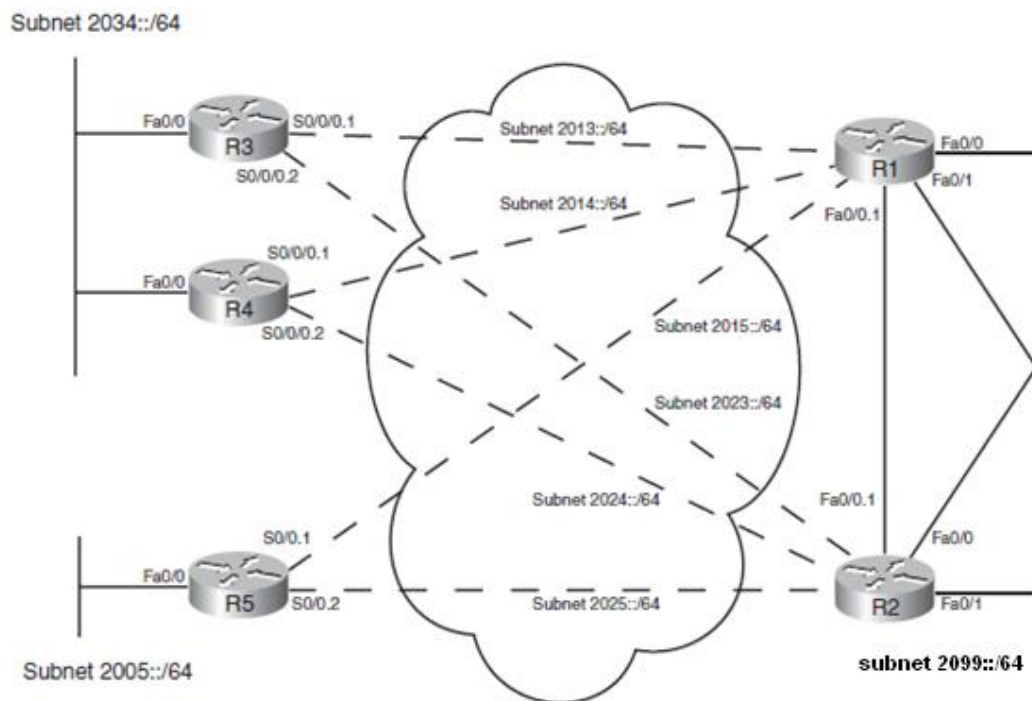 Subnet 2034::/64
Fa0/0
R3
S0/0/0.1
S0/0/0.2
Subnet 2013::/64
R1
Fa0/0
Fa0/1
Fa0/0.1
Subnet 2014::/64
Fa0/0
R4
S0/0/0.1
S0/0/0.2
Subnet 2015::/64
Subnet 2023::/64
Subnet 2024::/64
Fa0/0.1
Fa0/0
Fa0/0
R5
S0/0.1
S0/0.2
Subnet 2025::/64
R2
Fa0/1
Subnet 2005::/64
subnet 2099::/64